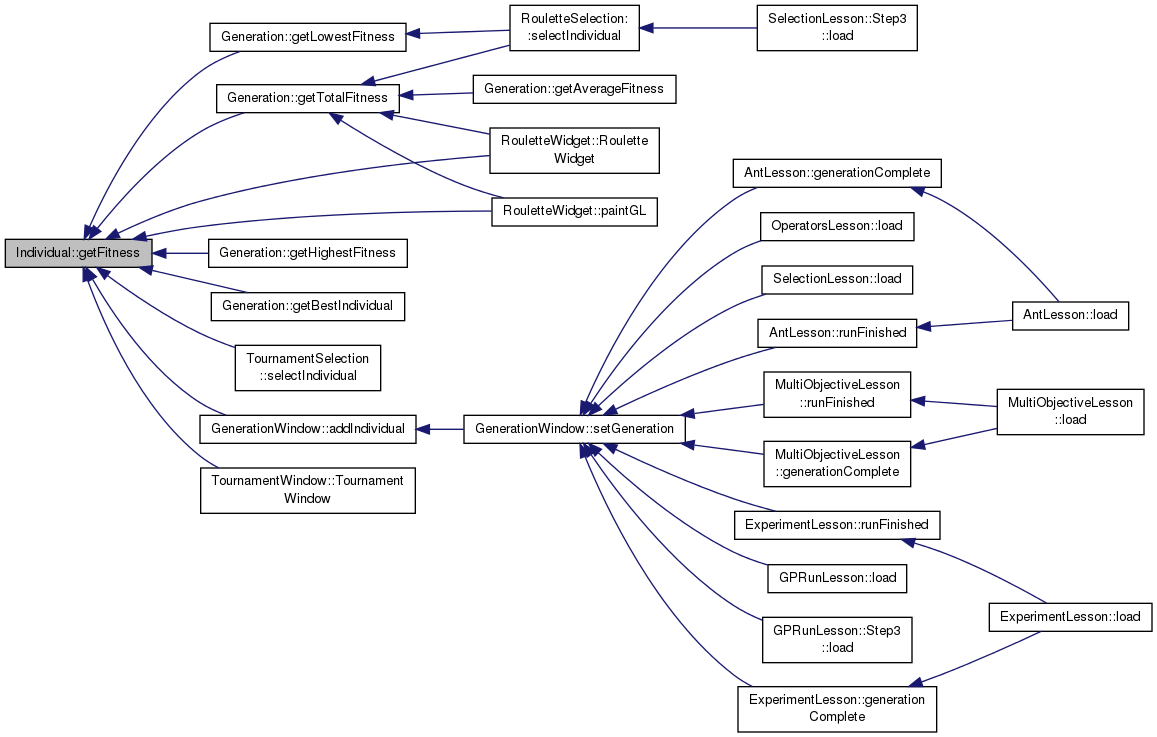 Individual::getFitness
Generation::getLowestFitness
Generation::getTotalFitness
Generation::getHighestFitness
Generation::getBestIndividual
TournamentSelection
::selectIndividual
GenerationWindow::addIndividual
TournamentWindow::Tournament
Window
RouletteSelection:
:selectIndividual
Generation::getAverageFitness
RouletteWidget::Roulette
Widget
RouletteWidget::paintGL
GenerationWindow::setGeneration
SelectionLesson::Step3
::load
AntLesson::generationComplete
OperatorsLesson::load
SelectionLesson::load
AntLesson::runFinished
MultiObjectiveLesson
::runFinished
MultiObjectiveLesson
::generationComplete
ExperimentLesson::runFinished
GPRunLesson::load
GPRunLesson::Step3
::load
ExperimentLesson::generation
Complete
AntLesson::load
MultiObjectiveLesson
::load
ExperimentLesson::load